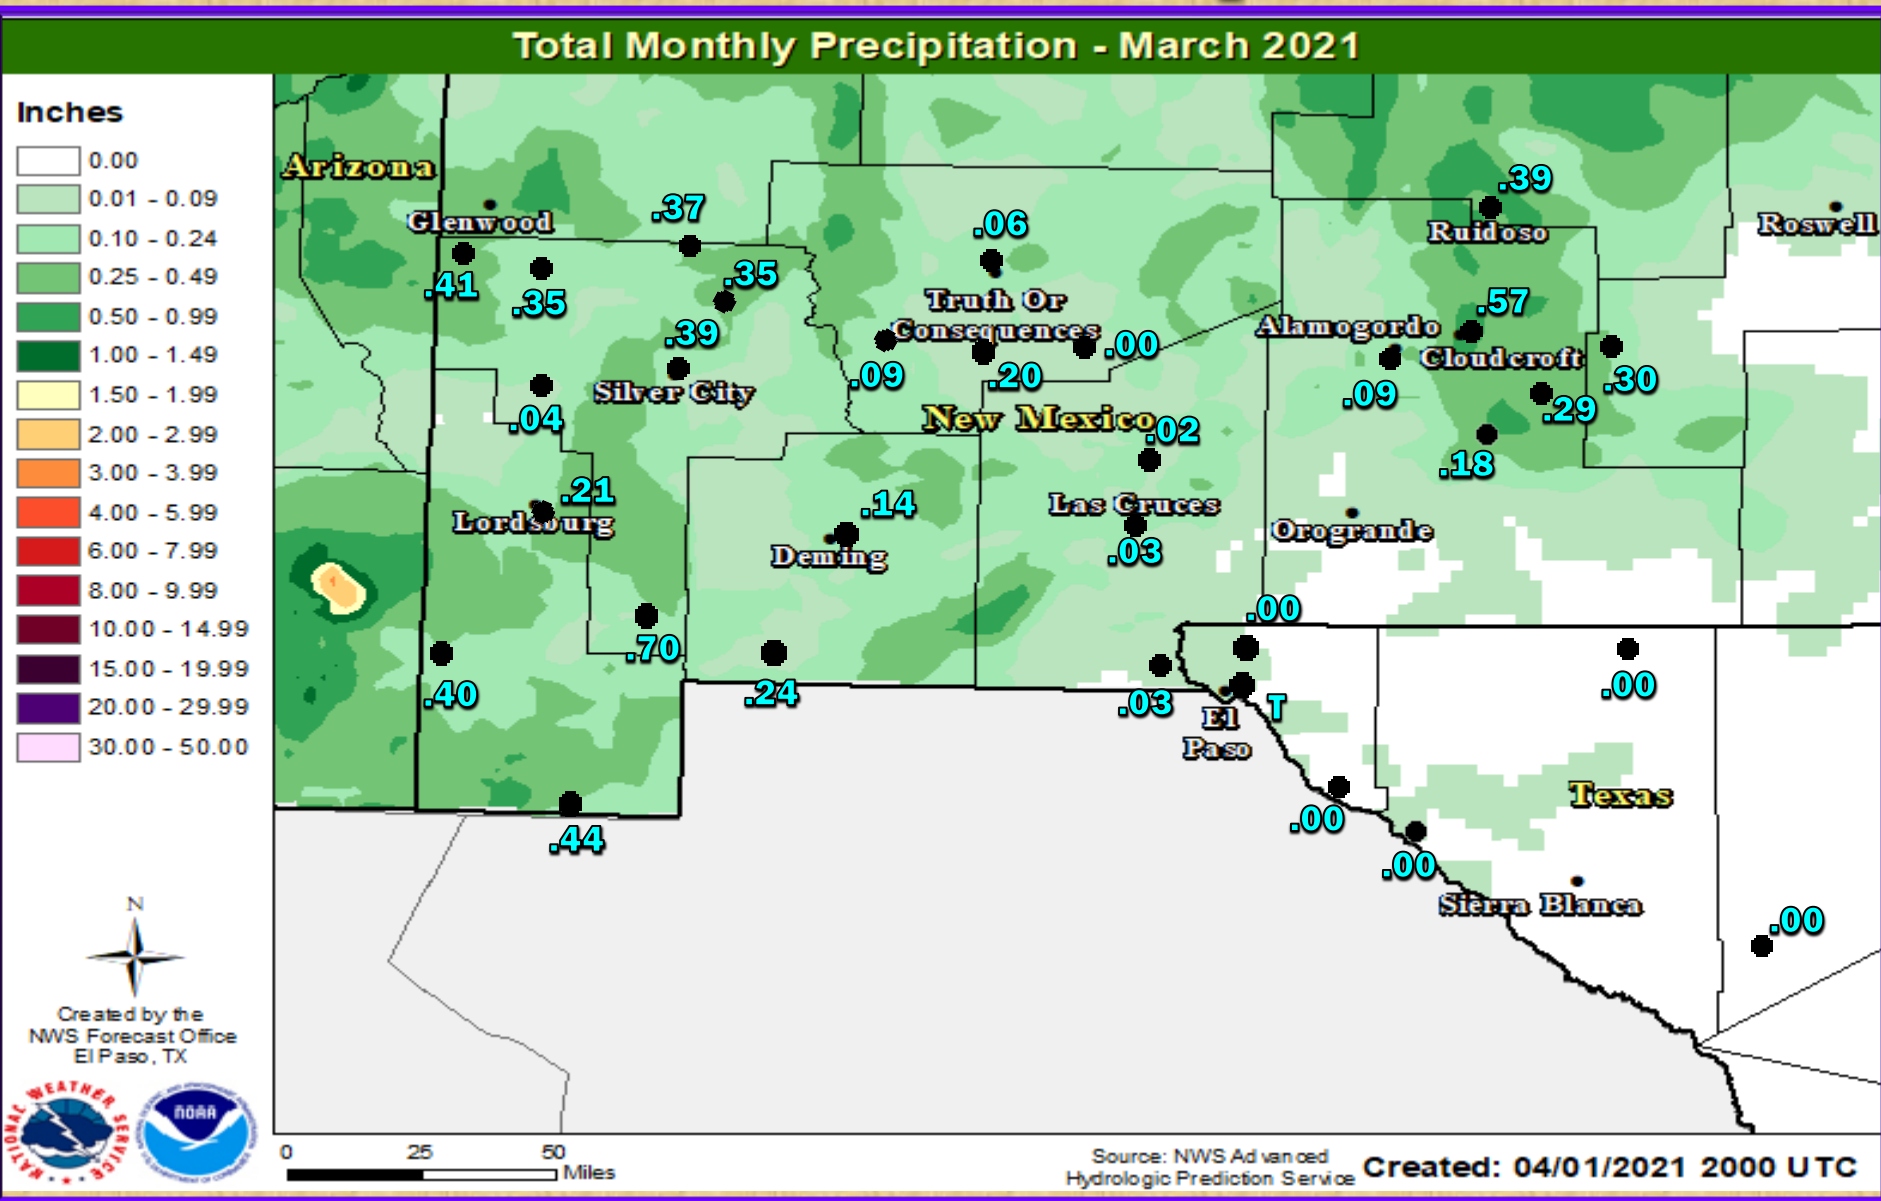 Total Monthly Precipitation - March 2021
Inches
0.00
0.01 - 0.09
0.10 - 0.24
0.25 - 0.49
0.50 - 0.99
1.00 - 1.49
1.50 - 1.99
2.00 - 2.99
3.00 - 3.99
4.00 - 5.99
6.00 - 7.99
8.00 - 9.99
10.00 - 14.99
15.00 - 19.99
20.00 - 29.99
30.00 - 50.00
Arizona
Glenwood
.41
.35
.37
.35
.39
Silver City
.04
.21
Lordsburg
.40
.70
.44
.06
Truth Or
Consequences
.09
.20
.00
New Mexico
.02
.14
Deming
.24
Las Cruces
.03
.03
.39
Ruidoso
Roswell
.57
Alamogordo
Cloudcroft
.09
.30
.29
.18
Orogrande
.00
T
El
Paso
.00
.00
.00
Texas
Sierra Blanca
.00
N
Created by the
NWS Forecast Office
El Paso, TX
NATIONAL WEATHER SERVICE
NOAA
0 25 50
Miles
Source: NWS Advanced
Hydrologic Prediction Service
Created: 04/01/2021 2000 UTC